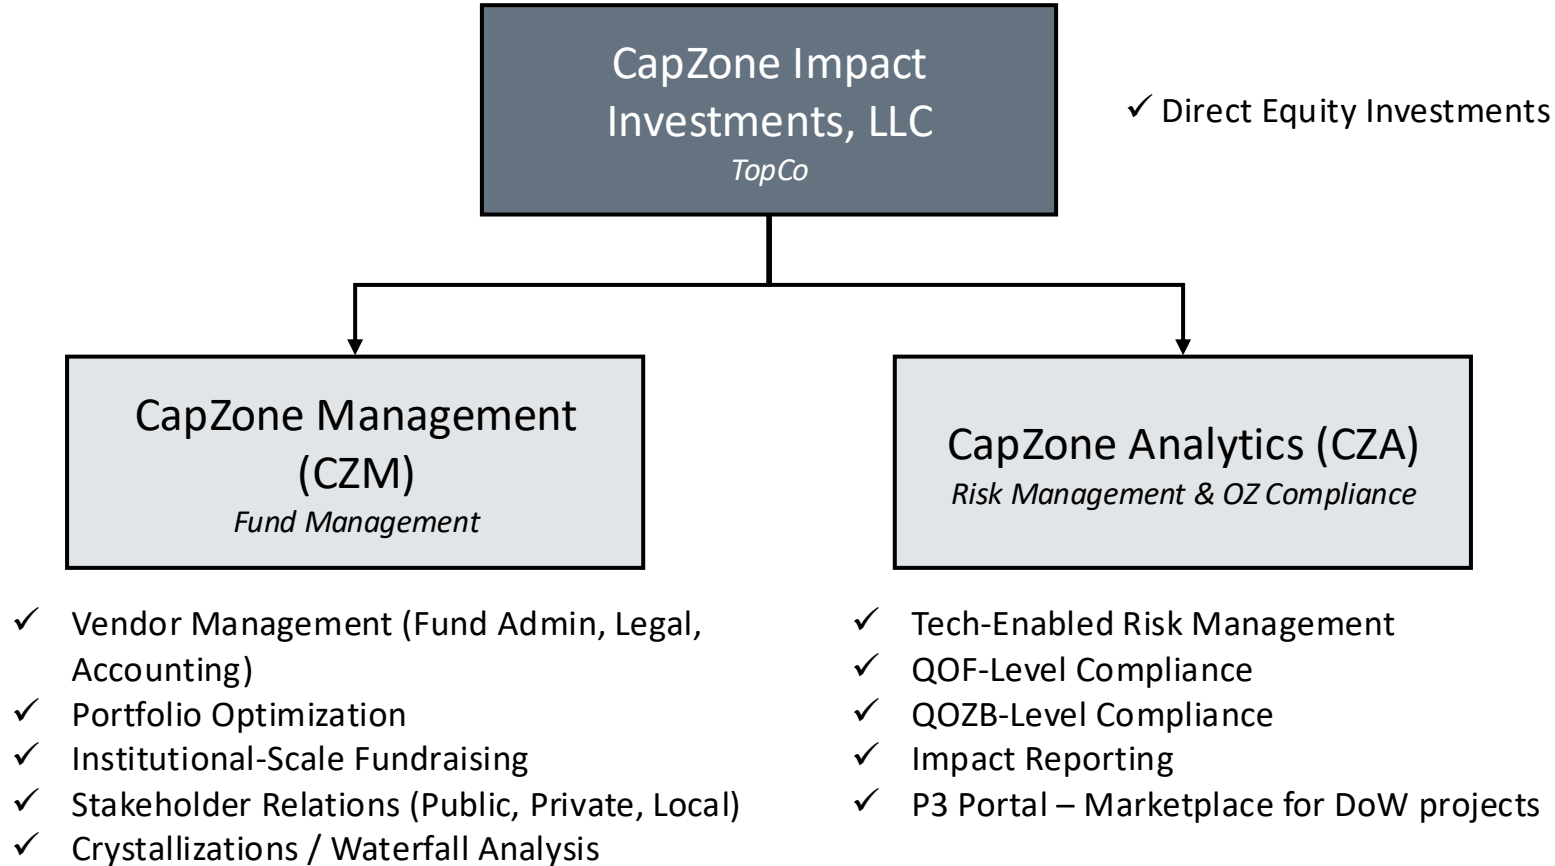 CapZone Impact
Investments, LLC
TopCo
✓ Direct Equity Investments
CapZone Management
(CZM)
Fund Management
✓ Vendor Management (Fund Admin, Legal,
Accounting)
✓ Portfolio Optimization
✓ Institutional-Scale Fundraising
✓ Stakeholder Relations (Public, Private, Local)
✓ Crystallizations / Waterfall Analysis
CapZone Analytics (CZA)
Risk Management & OZ Compliance
✓ Tech-Enabled Risk Management
✓ QOF-Level Compliance
✓ QOZB-Level Compliance
✓ Impact Reporting
✓ P3 Portal – Marketplace for DoW projects